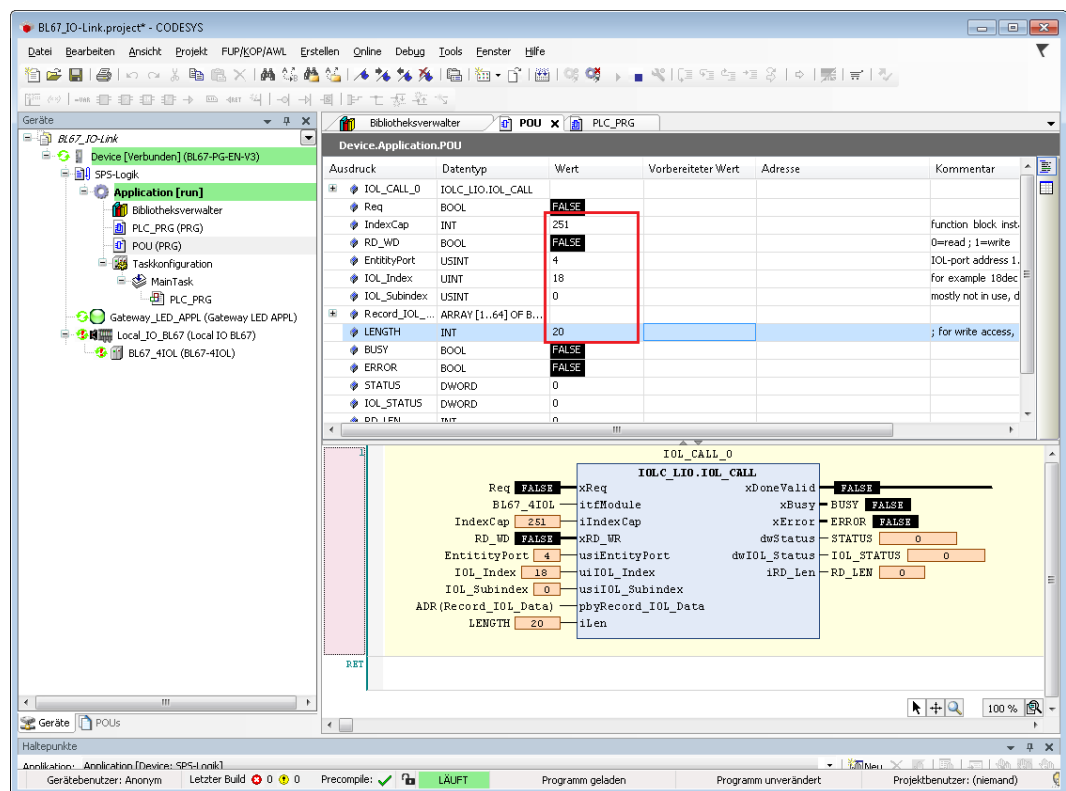 BL67_IO-Link.project* - CODESYS
Datei Bearbeiten Ansicht Projekt FUP/KOP/AWL Erstellen Online Debug Tools Fenster Hilfe
Geräte
BL67_IO-Link
Device [Verbunden] (BL67-PG-EN-V3)
SPS-Logik
Application [run]
Bibliotheksverwalter
PLC_PRG (PRG)
POU (PRG)
Taskkonfiguration
MainTask
PLC_PRG
Gateway_LED_APPL (Gateway LED APPL)
Local_IO_BL67 (Local IO BL67)
BL67_4IOL (BL67-4IOL)
Geräte POUs
Bibliotheksverwalter POU PLC_PRG
Device.Application.POU
Ausdruck Datentyp Wert Vorbereiteter Wert Adresse Kommentar
IOL_CALL_0 IOLC_LIO.IOL_CALL
Req BOOL FALSE
IndexCap INT 251 function block inst
RD_WD BOOL FALSE 0=read ; 1=write
EntitityPort USINT 4 IOL-port address 1.
IOL_Index UINT 18 for example 18dec
IOL_Subindex USINT 0 mostly not in use, d
Record_IOL_... ARRAY [1..64] OF B...
LENGTH INT 20 ; for write access,
BUSY BOOL FALSE
ERROR BOOL FALSE
STATUS DWORD 0
IOL_STATUS DWORD 0
RD_LEN INT 0
1
IOL_CALL_0
IOLC_LIO.IOL_CALL
Req FALSE xReq xDoneValid FALSE
BL67_4IOL itfModule xBusy BUSY FALSE
IndexCap 251 iIndexCap xError ERROR FALSE
RD_WD FALSE xRD_WR dwStatus STATUS 0
EntitityPort 4 usiEntityPort dwIOL_Status IOL_STATUS 0
IOL_Index 18 uiIOL_Index iRD_Len RD_LEN 0
IOL_Subindex 0 usiIOL_Subindex
ADR(Record_IOL_Data) pbyRecord_IOL_Data
LENGTH 20 iLen
RET
100 %
Haltepunkte
Applikation: Application [Device: SPS-Logik] Neu
Gerätebenutzer: Anonym Letzter Build 0 0 Precompile: LÄUFT Programm geladen Programm unverändert Projektbenutzer: (niemand)